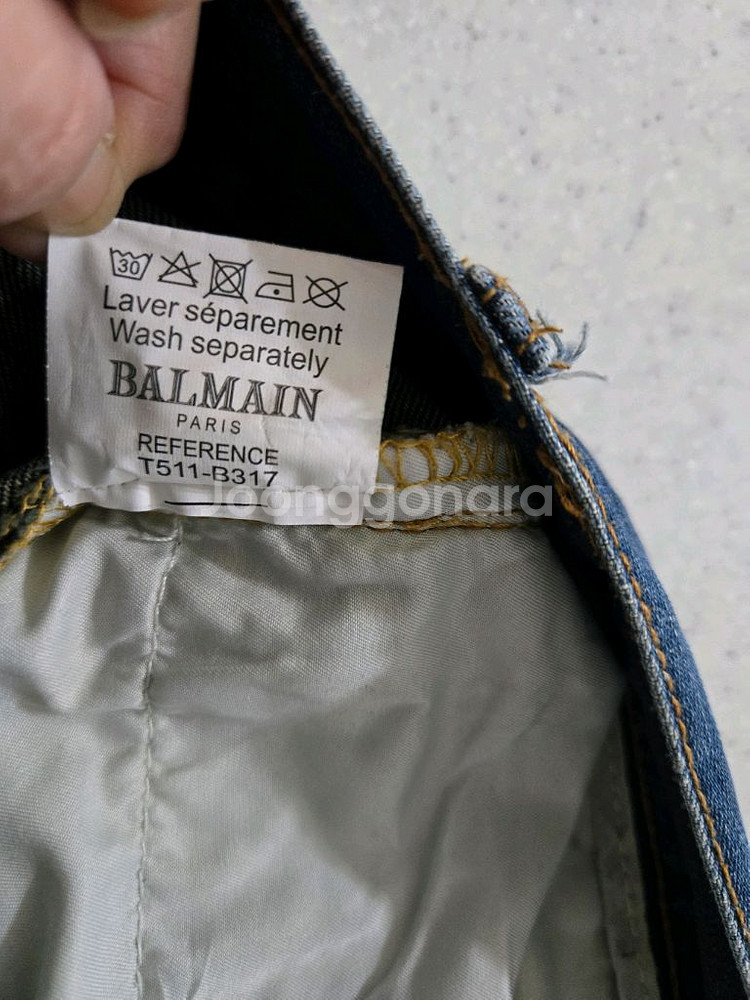 30
Laver séparement
Wash separately
BALMAIN
PARIS
REFERENCE
T511-B317
Joonggonara